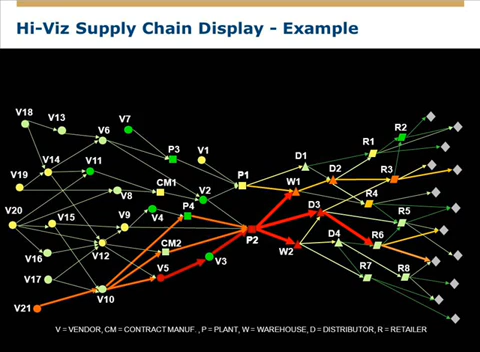 Hi-Viz Supply Chain Display - Example
V18
V13
V7
V6
R2
R1
P3
V1
D1
V14
V11
D2
R3
P1
W1
V19
CM1
V8
V2
D3
R4
V20
V15
V9
V4
P4
R5
P2
D4
R6
CM2
W2
V12
V16
V5
V3
V17
R7
R8
V10
V21
V = VENDOR, CM = CONTRACT MANUF. , P = PLANT, W = WAREHOUSE, D = DISTRIBUTOR, R = RETAILER